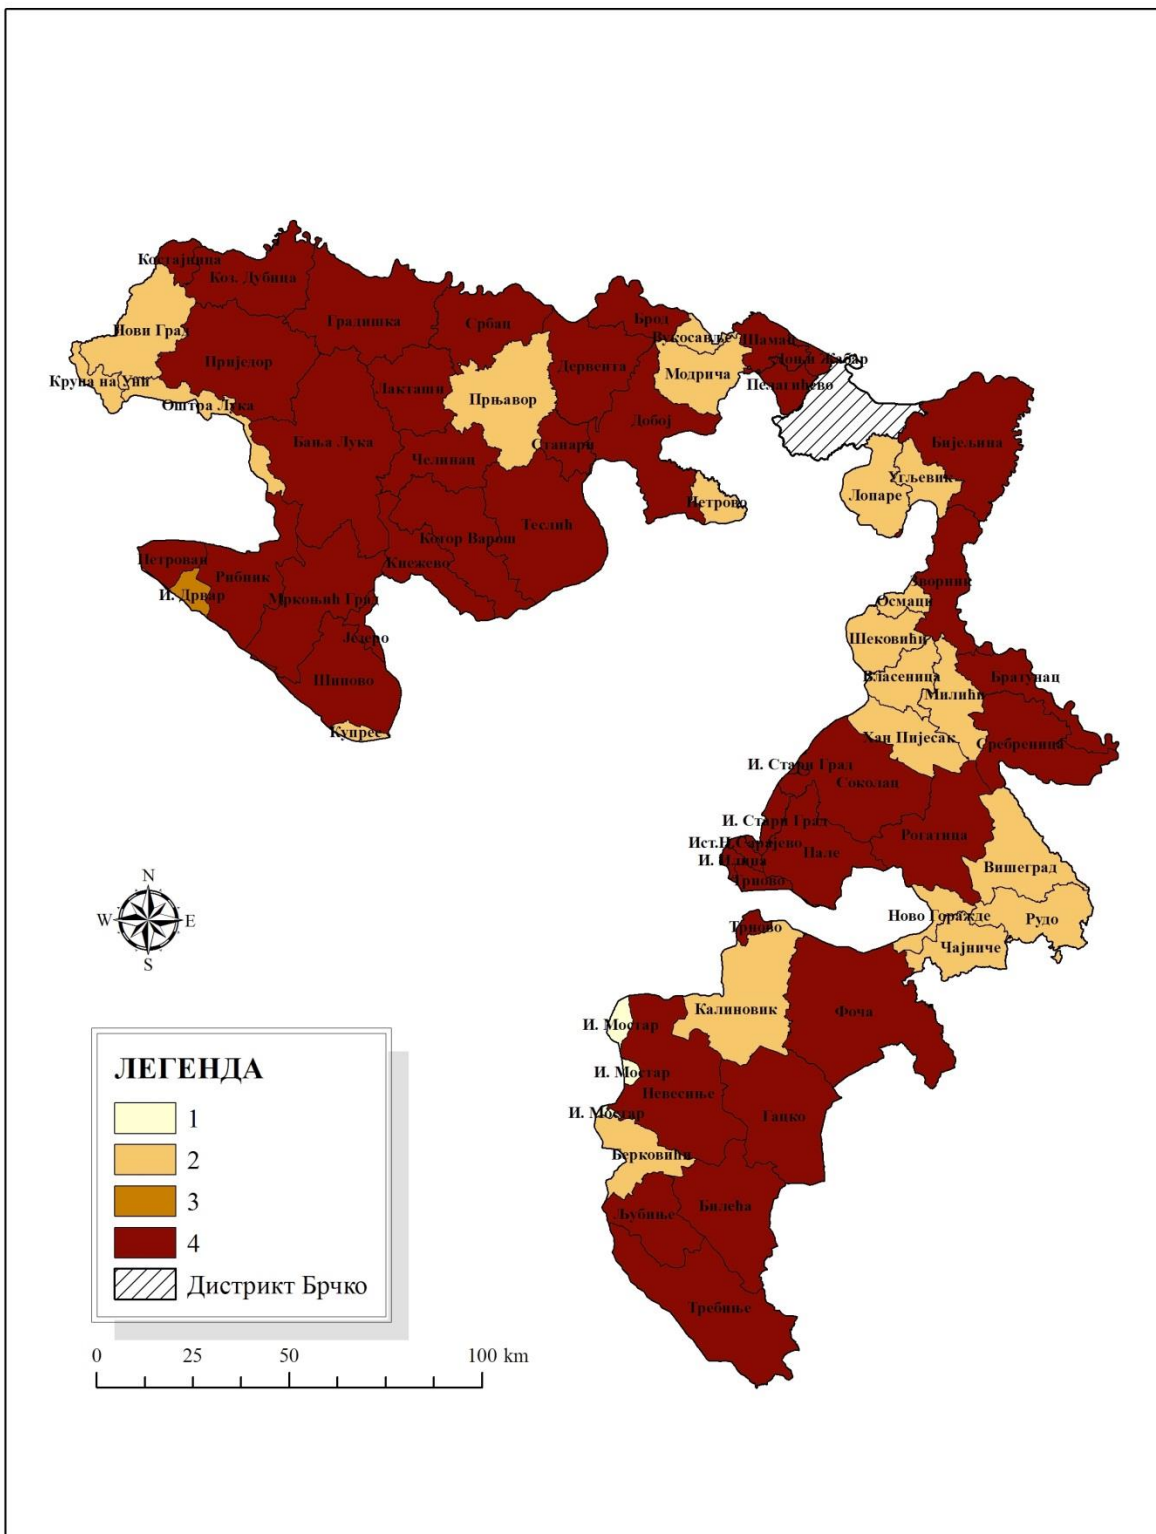 Костајница
Коз. Дубица
Градишка
Србац
Брод
Вукосавље
Шамац
Нови Град
Приједор
Лакташи
Дервента
Модрича
Доњи Жабар
Пелагићево
Крупа на Уни
Оштра Лука
Прњавор
Бања Лука
Челинац
Станари
Добој
Бијељина
Угљевик
Лопаре
Петрово
Теслић
Котор Варош
Кнежево
Петровац
Рибник
И. Дрвар
Мркоњић Град
Језеро
Шипово
Купрес
Зворник
Осмаци
Шековићи
Власеница
Милићи
Братунац
Хан Пијесак
Сребреница
И. Стари Град
Соколац
И. Стари Град
Рогатица
Ист.Н.Сарајево
И. Илиџа
Пале
Трново
Вишеград
Ново Горажде
Рудо
Чајниче
Трново
Калиновик
Фоча
И. Мостар
И. Мостар
Невесиње
И. Мостар
Гацко
Берковићи
Љубиње
Билећа
Требиње
N
W
E
S
ЛЕГЕНДА
1
2
3
4
Дистрикт Брчко
0 25 50 100 km